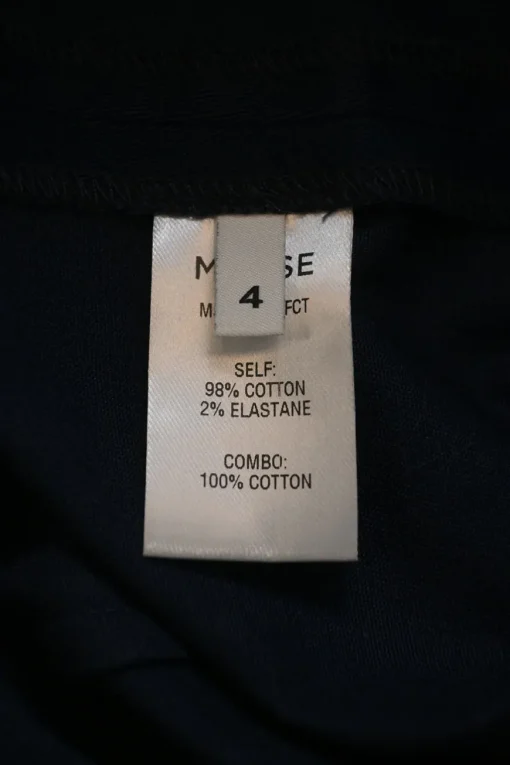 4
SELF:
98% COTTON
2% ELASTANE
COMBO:
100% COTTON